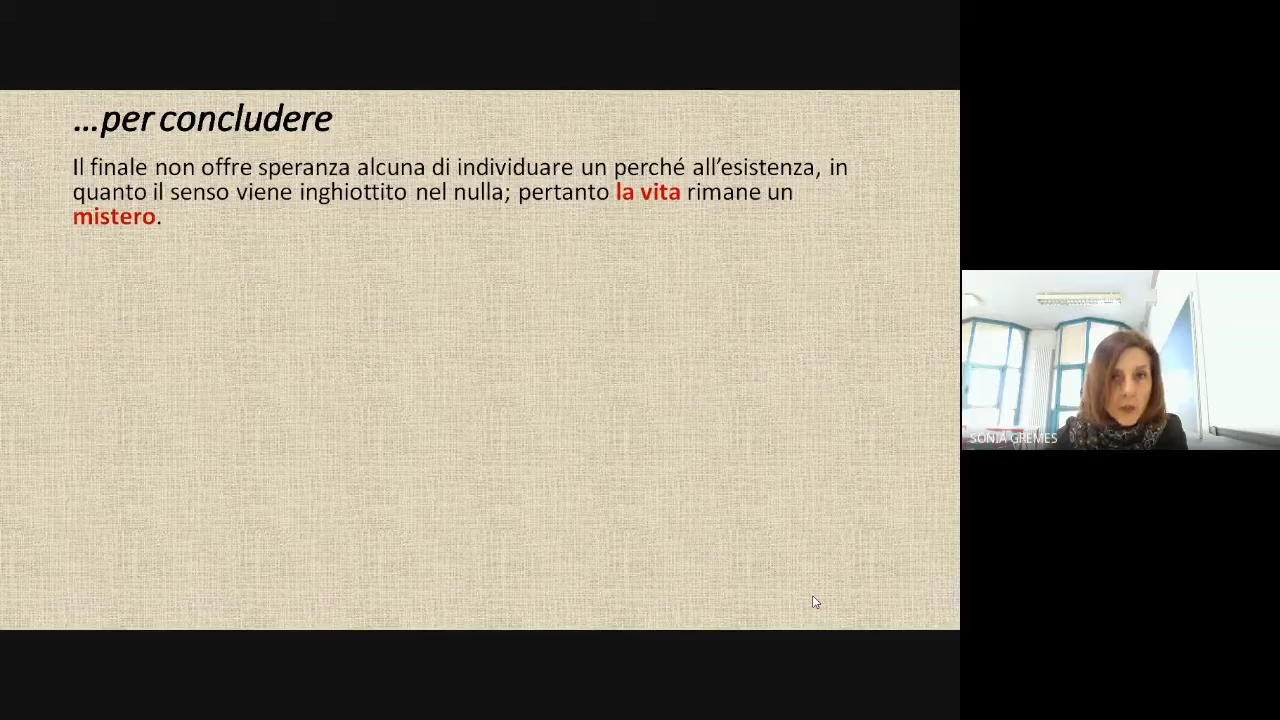 …per concludere
Il finale non offre speranza alcuna di individuare un perché all’esistenza, in
quanto il senso viene inghiottito nel nulla; pertanto la vita rimane un
mistero.
SONIA GREMES